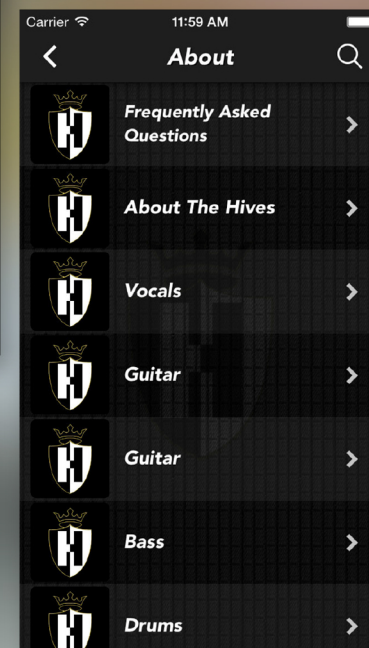 Carrier 11:59 AM
About
Frequently Asked
Questions
About The Hives
Vocals
Guitar
Guitar
Bass
Drums